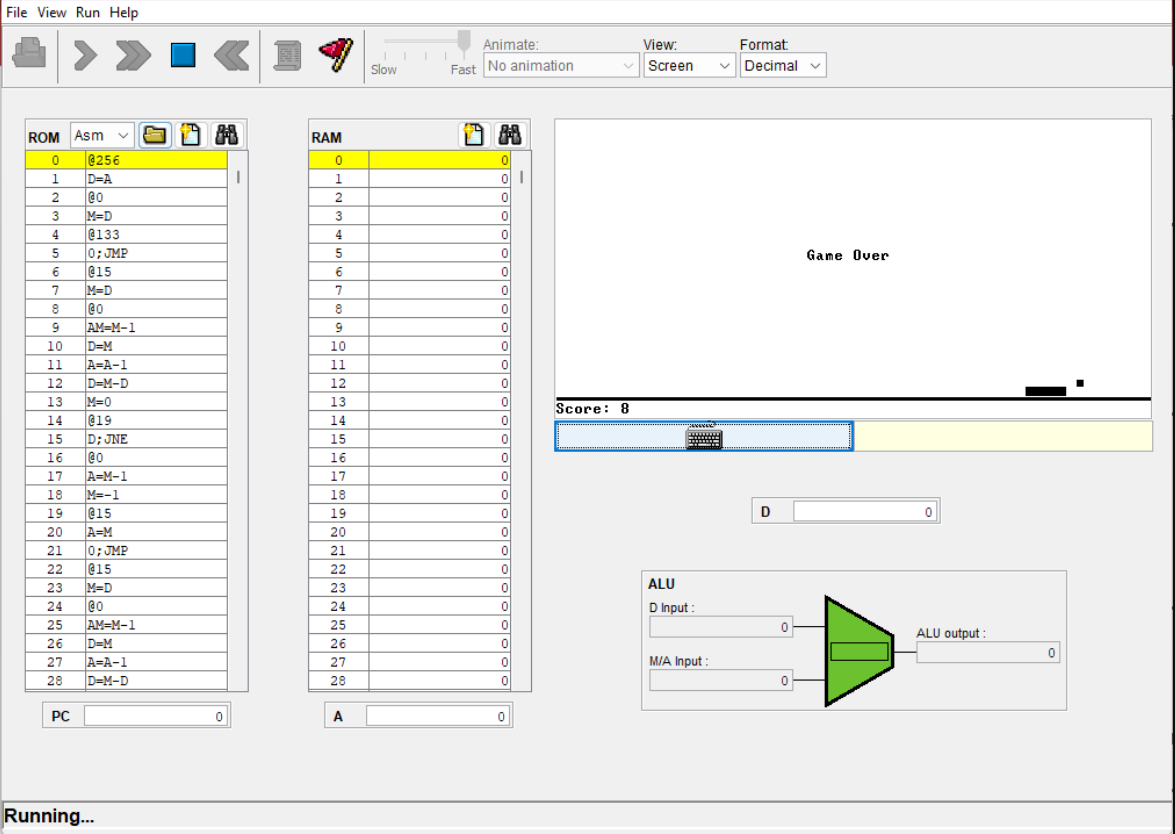 File View Run Help
Slow Fast
Animate:
No animation
View:
Screen
Format:
Decimal
ROM Asm
0 @256
1 D=A
2 @0
3 M=D
4 @133
5 0;JMP
6 @15
7 M=D
8 @0
9 AM=M-1
10 D=M
11 A=A-1
12 D=M-D
13 M=0
14 @19
15 D;JNE
16 @0
17 A=M-1
18 M=-1
19 @15
20 A=M
21 0;JMP
22 @15
23 M=D
24 @0
25 AM=M-1
26 D=M
27 A=A-1
28 D=M-D
PC 0
RAM
0 0
1 0
2 0
3 0
4 0
5 0
6 0
7 0
8 0
9 0
10 0
11 0
12 0
13 0
14 0
15 0
16 0
17 0
18 0
19 0
20 0
21 0
22 0
23 0
24 0
25 0
26 0
27 0
28 0
A 0
Game Over
Score: 8
D 0
ALU
D Input :
0
M/A Input :
0
ALU output :
0
Running...